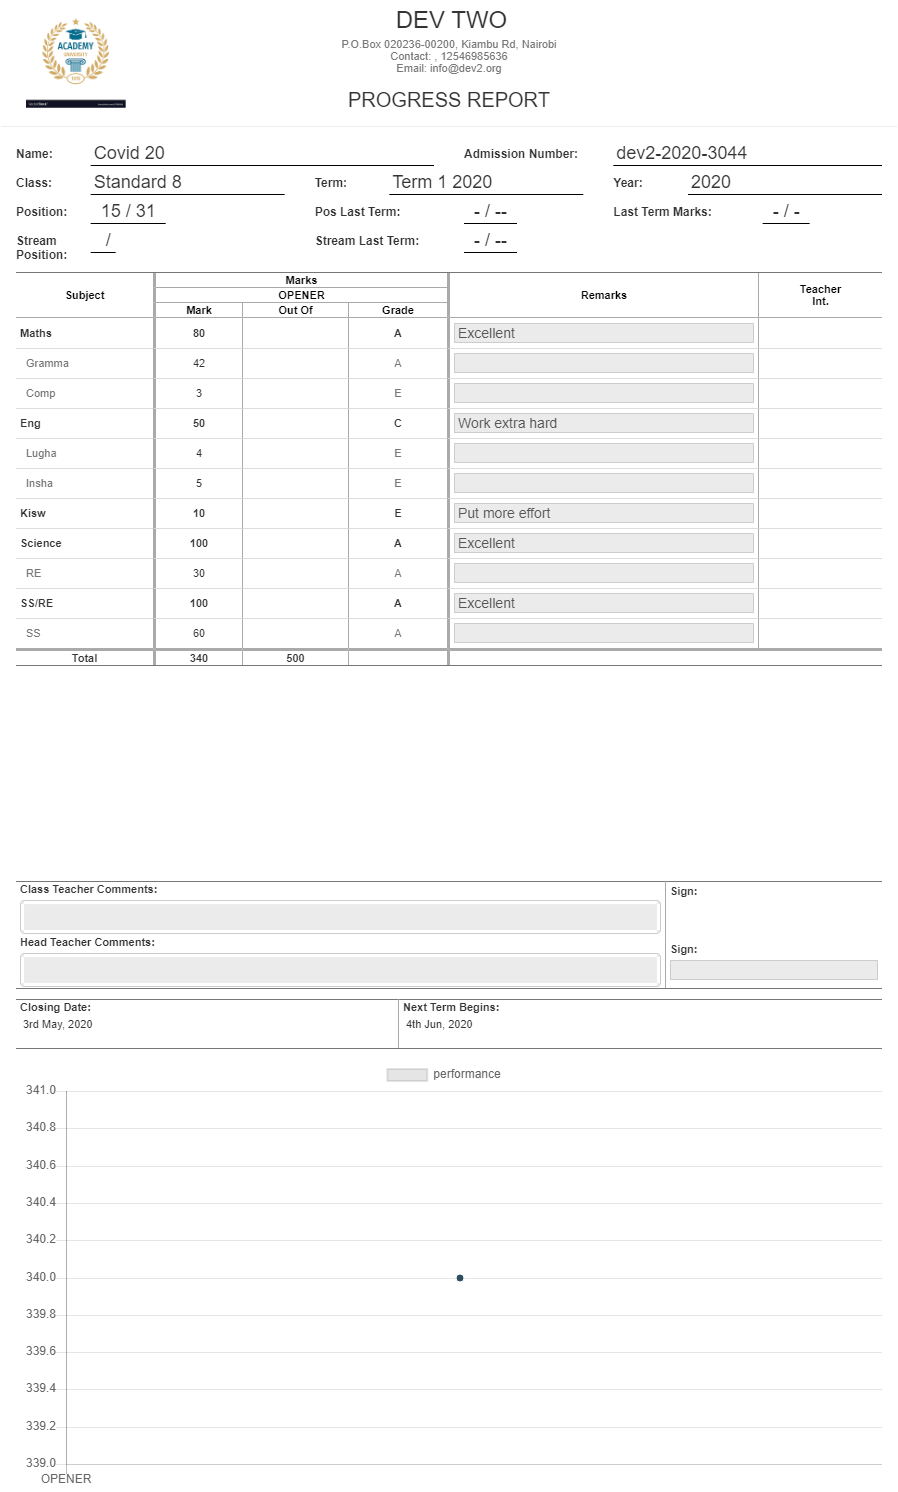 DEV TWO
ACADEMY
UNIVERSITY
P.O.Box 020236-00200, Kiambu Rd, Nairobi
Contact: , 12546985636
Email: info@dev2.org
PROGRESS REPORT
Name: Covid 20 Admission Number: dev2-2020-3044
Class: Standard 8 Term: Term 1 2020 Year: 2020
Position: 15 / 31 Pos Last Term: - / -- Last Term Marks: - / -
Stream Position: / Stream Last Term: - / --
Marks
Subject OPENER Remarks Teacher Int.
Mark Out Of Grade
Maths 80 A Excellent
Gramma 42 A
Comp 3 E
Eng 50 C Work extra hard
Lugha 4 E
Insha 5 E
Kisw 10 E Put more effort
Science 100 A Excellent
RE 30 A
SS/RE 100 A Excellent
SS 60 A
Total 340 500
Class Teacher Comments: Sign:
Head Teacher Comments: Sign:
Closing Date: Next Term Begins:
3rd May, 2020 4th Jun, 2020
performance
341.0
340.8
340.6
340.4
340.2
340.0
339.8
339.6
339.4
339.2
339.0
OPENER